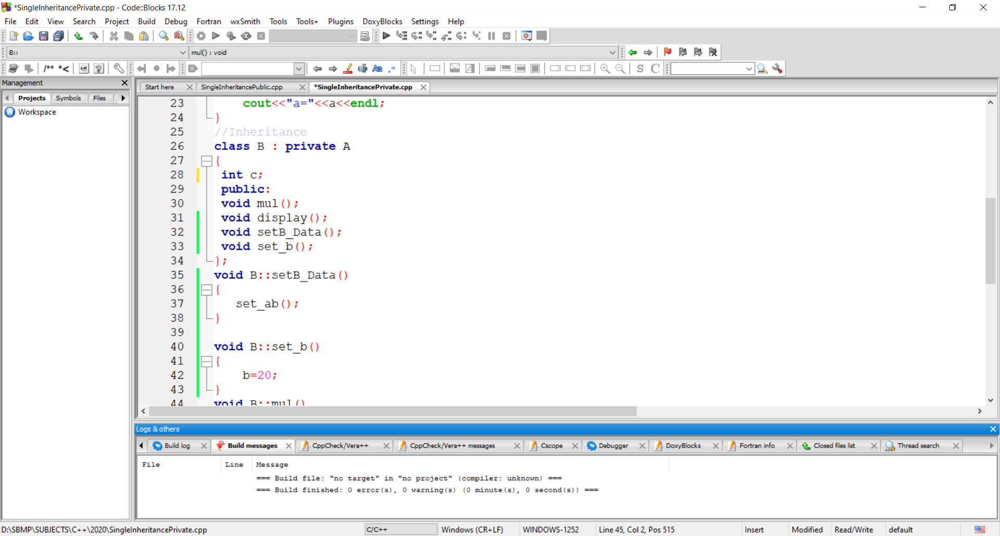 *SingleInheritancePrivate.cpp - Code::Blocks 17.12
File Edit View Search Project Build Debug Fortran wxSmith Tools Tools+ Plugins DoxyBlocks Settings Help
B:: mul() : void
/** *<
Aa .* S C
Management
Start here SingleInheritancePublic.cpp *SingleInheritancePrivate.cpp
Projects Symbols Files
Workspace
23 cout<<"a="<<a<<endl;
24 }
25 //Inheritance
26 class B : private A
27 {
28 int c;
29 public:
30 void mul();
31 void display();
32 void setB_Data();
33 void set_b();
34 };
35 void B::setB_Data()
36 {
37 set_ab();
38 }
39
40 void B::set_b()
41 {
42 b=20;
43 }
44 void B::mul()
Logs & others
Build log Build messages CppCheck/Vera++ CppCheck/Vera++ messages Cscope Debugger DoxyBlocks Fortran info Closed files list Thread search
File Line Message
=== Build file: "no target" in "no project" (compiler: unknown) ===
=== Build finished: 0 error(s), 0 warning(s) (0 minute(s), 0 second(s)) ===
D:\SBMP\SUBJECTS\C++\2020\SingleInheritancePrivate.cpp C/C++ Windows (CR+LF) WINDOWS-1252 Line 45, Col 2, Pos 515 Insert Modified Read/Write default